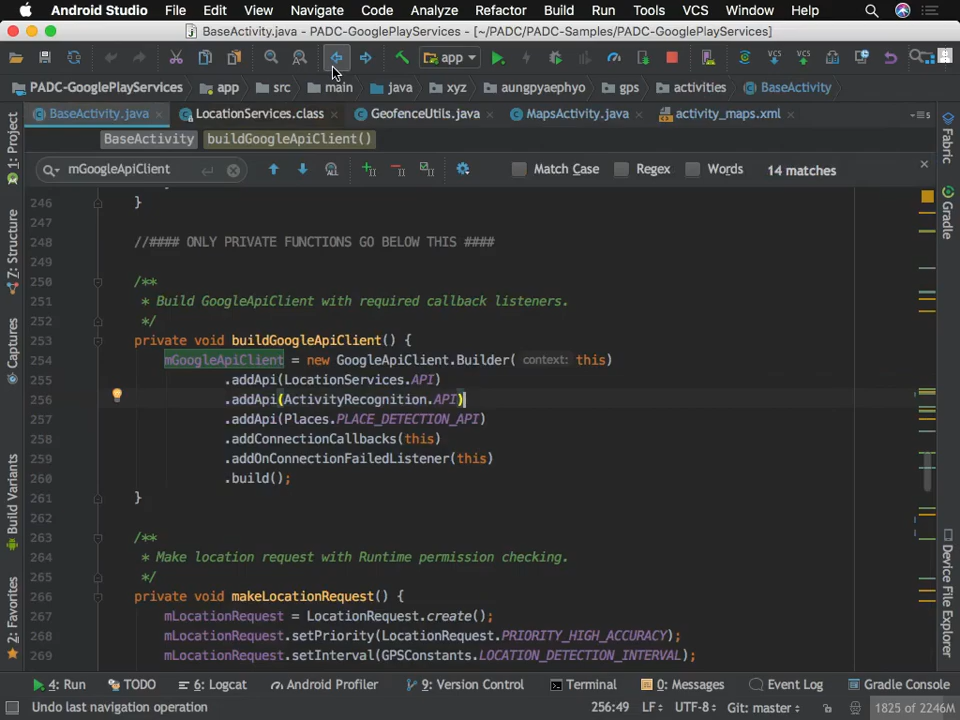 Android Studio File Edit View Navigate Code Analyze Refactor Build Run Tools VCS Window Help
BaseActivity.java - PADC-GooglePlayServices - [~/PADC/PADC-Samples/PADC-GooglePlayServices]
app VCS VCS
PADC-GooglePlayServices app src main java xyz aungpyaephyo gps activities BaseActivity
BaseActivity.java LocationServices.class GeofenceUtils.java MapsActivity.java activity_maps.xml
BaseActivity buildGoogleApiClient()
mGoogleApiClient Match Case Regex Words 14 matches
246 }
247
248 //#### ONLY PRIVATE FUNCTIONS GO BELOW THIS ####
249
250 /**
251 * Build GoogleApiClient with required callback listeners.
252 */
253 private void buildGoogleApiClient() {
254 mGoogleApiClient = new GoogleApiClient.Builder( context: this)
255 .addApi(LocationServices.API)
256 .addApi(ActivityRecognition.API)
257 .addApi(Places.PLACE_DETECTION_API)
258 .addConnectionCallbacks(this)
259 .addOnConnectionFailedListener(this)
260 .build();
261 }
262
263 /**
264 * Make location request with Runtime permission checking.
265 */
266 private void makeLocationRequest() {
267 mLocationRequest = LocationRequest.create();
268 mLocationRequest.setPriority(LocationRequest.PRIORITY_HIGH_ACCURACY);
269 mLocationRequest.setInterval(GPSConstants.LOCATION_DETECTION_INTERVAL);
1: Project
7: Structure
Captures
Build Variants
2: Favorites
Fabric
Gradle
Device File Explorer
4: Run TODO 6: Logcat Android Profiler 9: Version Control Terminal 0: Messages Event Log Gradle Console
Undo last navigation operation 256:49 LF÷ UTF-8÷ Git: master÷ 1825 of 2246M